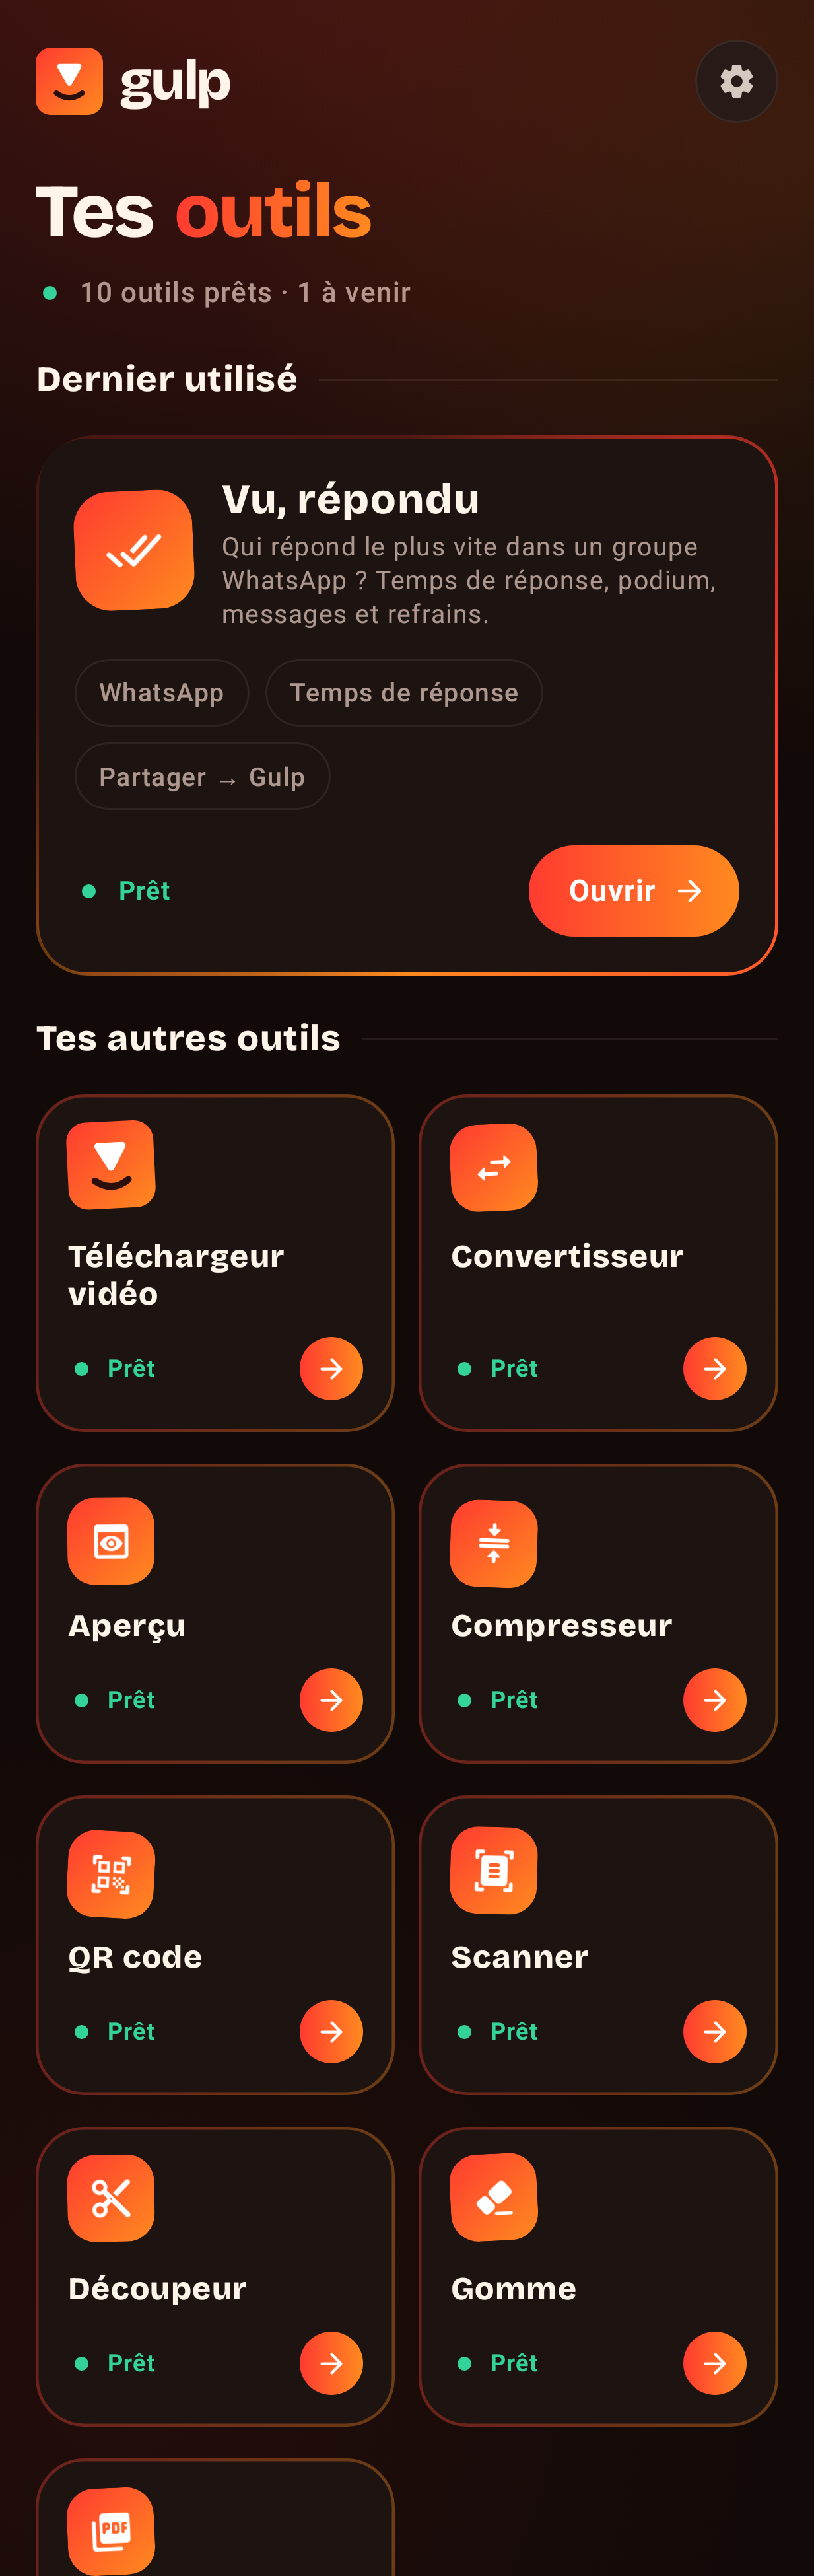 gulp
Tes outils
10 outils prêts · 1 à venir
Dernier utilisé
Vu, répondu
Qui répond le plus vite dans un groupe
WhatsApp ? Temps de réponse, podium,
messages et refrains.
WhatsApp
Temps de réponse
Partager → Gulp
Prêt
Ouvrir →
Tes autres outils
Téléchargeur
vidéo
Prêt
Convertisseur
Prêt
Aperçu
Prêt
Compresseur
Prêt
QR code
Prêt
Scanner
Prêt
Découpeur
Prêt
Gomme
Prêt
PDF